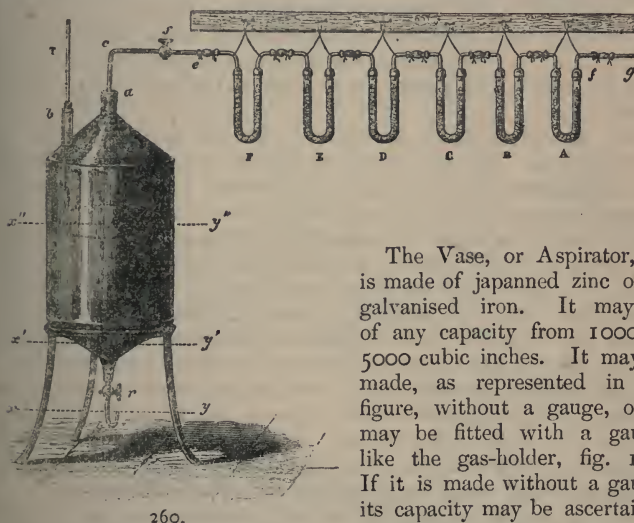 T
c
s
a
b
e
f
g
F
E
D
C
B
A
x"
y"
x'
y'
r
y
260.
The Vase, or Aspirator,
is made of japanned zinc o
galvanised iron. It may
of any capacity from 1000
5000 cubic inches. It may
made, as represented in
figure, without a gauge, o
may be fitted with a gau
like the gas-holder, fig.
If it is made without a gau
its capacity may be ascertai